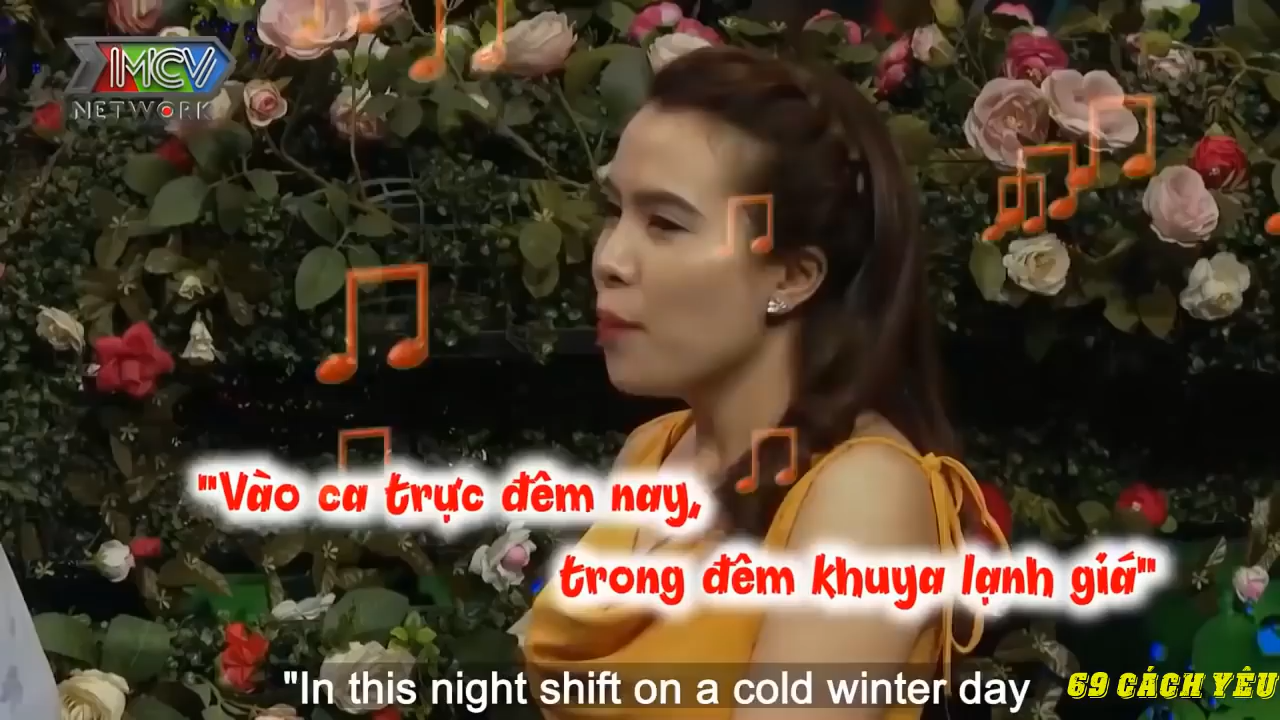 MCV
NETWORK
""Vào ca trực đêm nay,
trong đêm khuya lạnh giá""
"In this night shift on a cold winter day
69 CÁCH YÊU